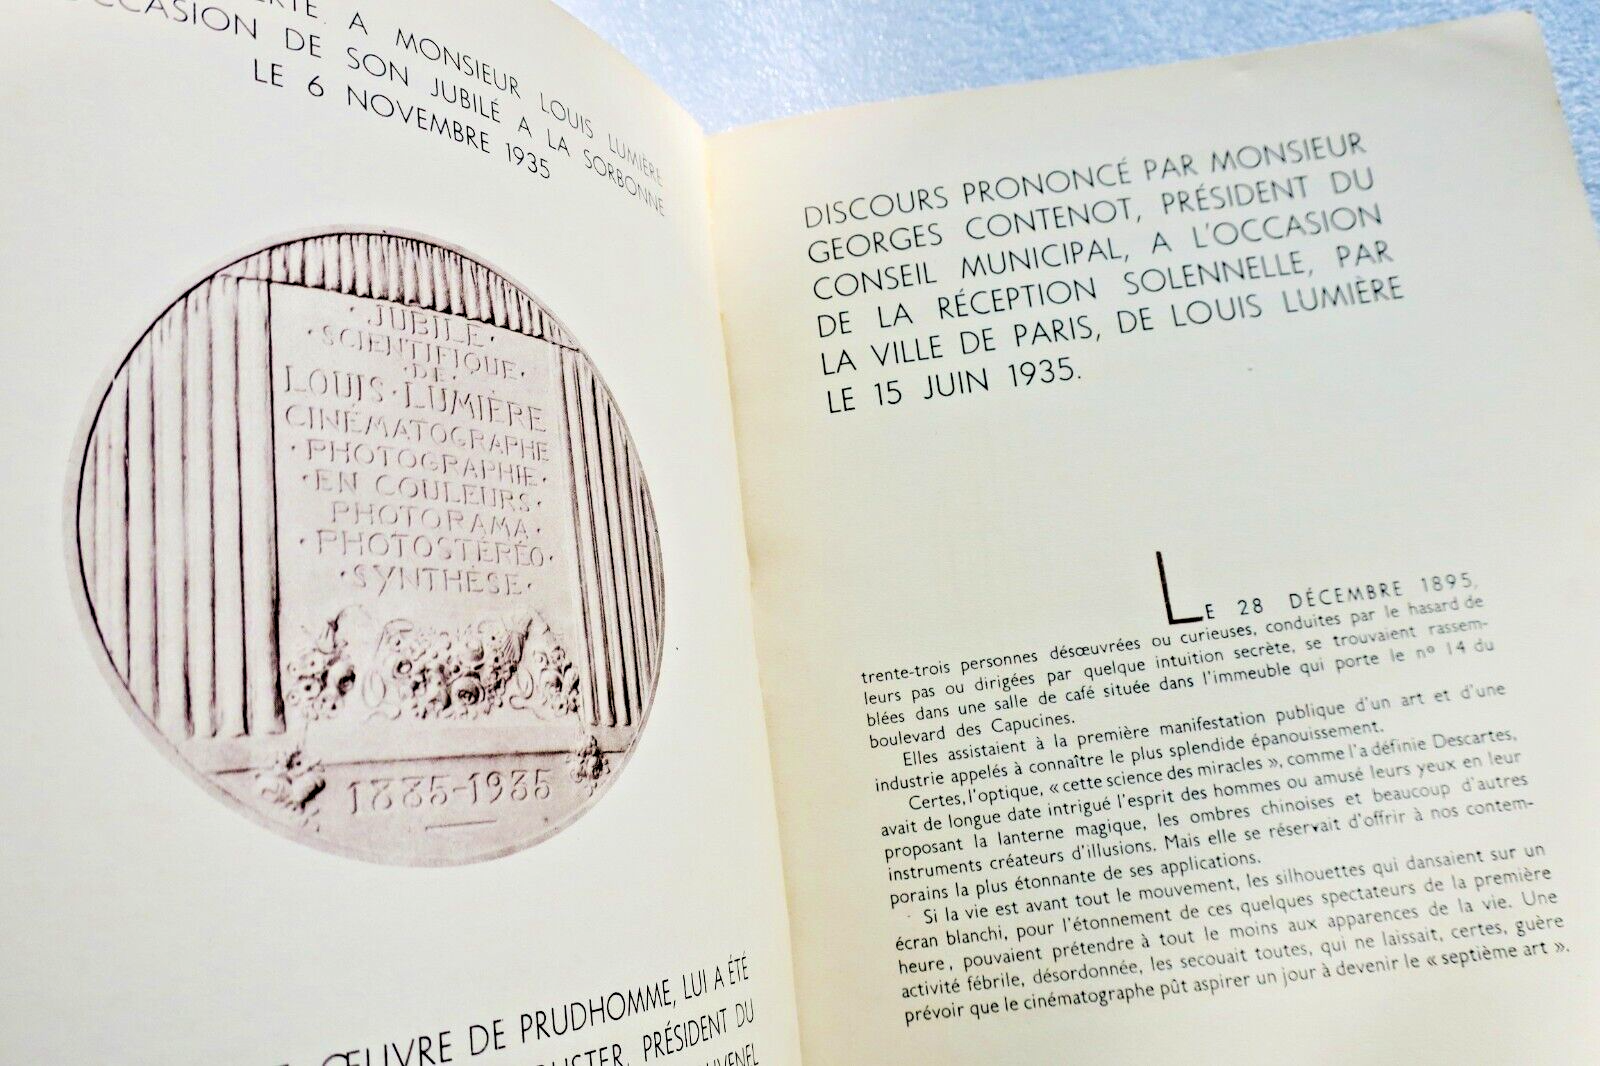 A MONSIEUR LOUIS LUMIÈRE
OCCASION DE SON JUBILÉ A LA SORBONNE
LE 6 NOVEMBRE 1935
· JUBILÉ ·
· SCIENTIFIQUE ·
· DE ·
LOUIS · LUMIÈRE
CINÉMATOGRAPHE
· PHOTOGRAPHIE ·
· EN COULEURS ·
PHOTORAMA ·
· PHOTOSTÉRÉO ·
· SYNTHÈSE ·
1885-1935
ŒUVRE DE PRUDHOMME, LUI A ÉTÉ
PRÉSIDENT DU
DISCOURS PRONONCÉ PAR MONSIEUR
GEORGES CONTENOT, PRÉSIDENT DU
CONSEIL MUNICIPAL, A L'OCCASION
DE LA RÉCEPTION SOLENNELLE, PAR
LA VILLE DE PARIS, DE LOUIS LUMIÈRE
LE 15 JUIN 1935.
LE 28 DÉCEMBRE 1895,
trente-trois personnes désœuvrées ou curieuses, conduites par le hasard de
leurs pas ou dirigées par quelque intuition secrète, se trouvaient rassem-
blées dans une salle de café située dans l'immeuble qui porte le nº 14 du
boulevard des Capucines.
Elles assistaient à la première manifestation publique d'un art et d'une
industrie appelés à connaître le plus splendide épanouissement.
Certes, l'optique, « cette science des miracles », comme l'a définie Descartes,
avait de longue date intrigué l'esprit des hommes ou amusé leurs yeux en leur
proposant la lanterne magique, les ombres chinoises et beaucoup d'autres
instruments créateurs d'illusions. Mais elle se réservait d'offrir à nos contem-
porains la plus étonnante de ses applications.
Si la vie est avant tout le mouvement, les silhouettes qui dansaient sur un
écran blanchi, pour l'étonnement de ces quelques spectateurs de la première
heure, pouvaient prétendre à tout le moins aux apparences de la vie. Une
activité fébrile, désordonnée, les secouait toutes, qui ne laissait, certes, guère
prévoir que le cinématographe pût aspirer un jour à devenir le « septième art ».